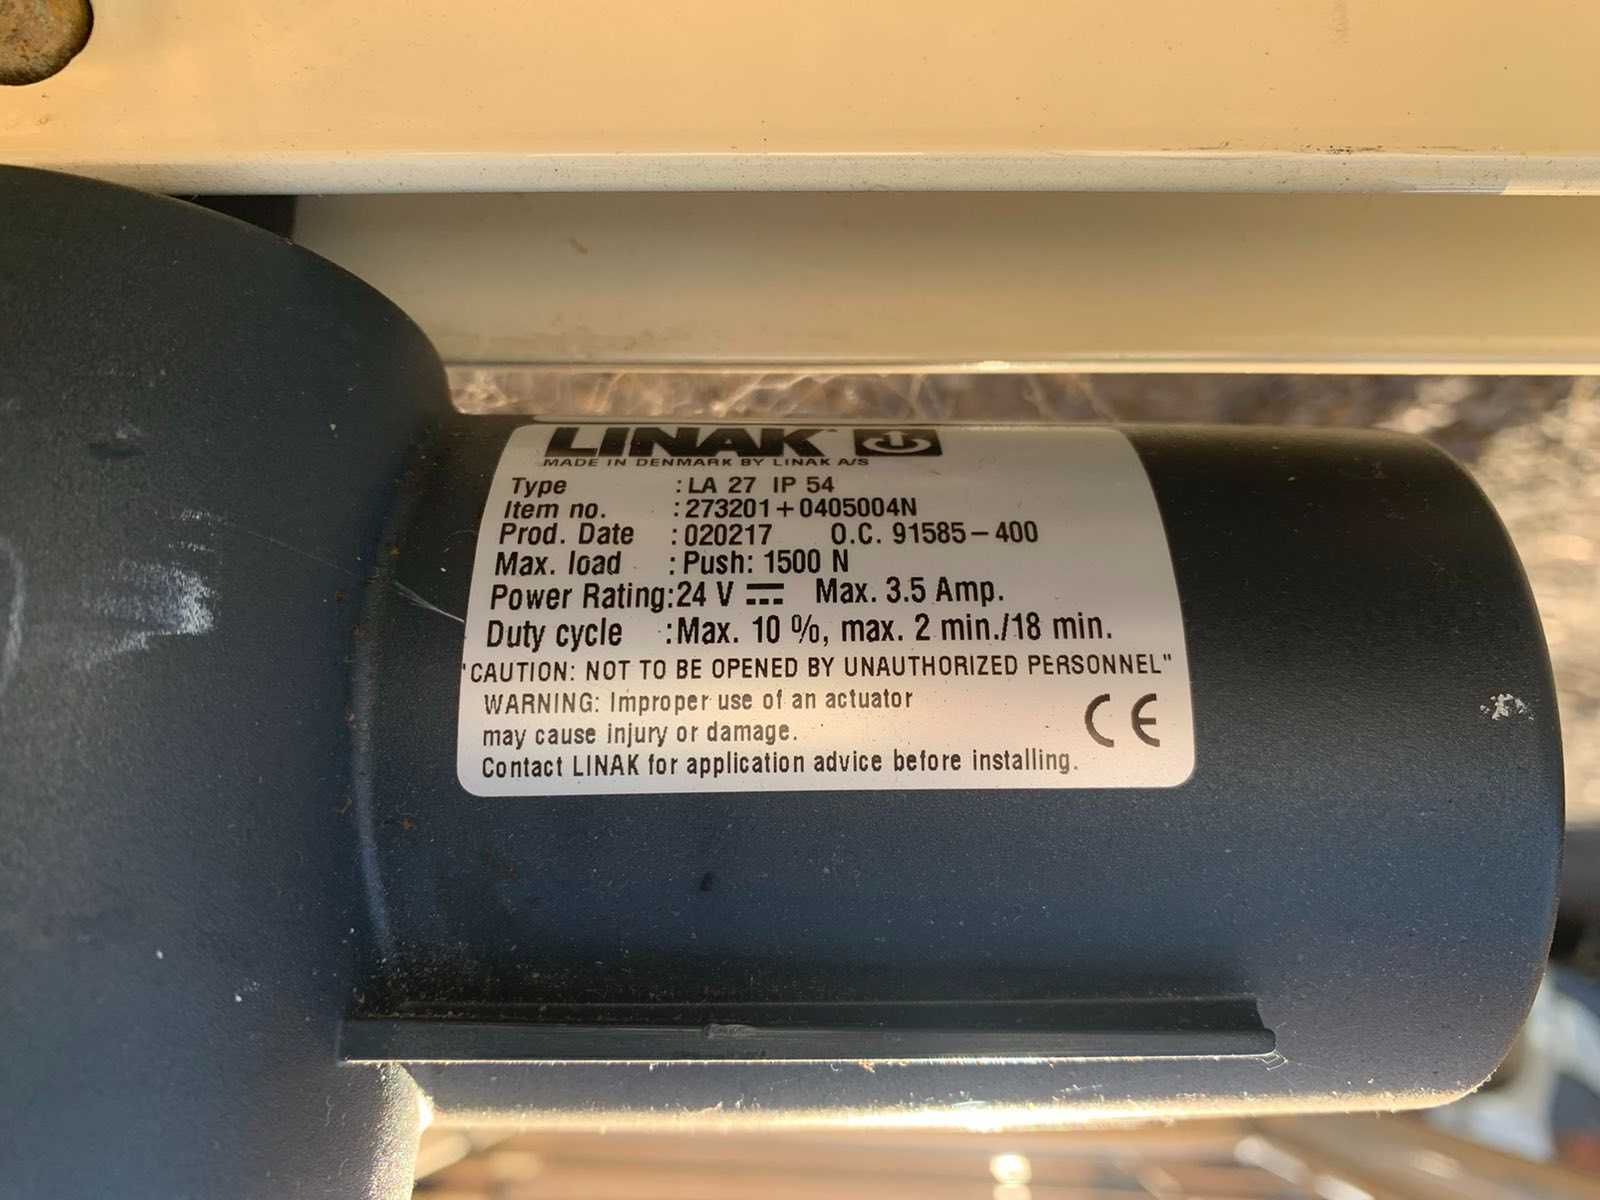 LINAK
MADE IN DENMARK BY LINAK A/S
Type : LA 27 IP 54
Item no. : 273201+0405004N
Prod. Date : 020217 O.C. 91585-400
Max. load : Push: 1500 N
Power Rating: 24 V ⎓ Max. 3.5 Amp.
Duty cycle : Max. 10 %, max. 2 min./18 min.
"CAUTION: NOT TO BE OPENED BY UNAUTHORIZED PERSONNEL"
WARNING: Improper use of an actuator
may cause injury or damage.
Contact LINAK for application advice before installing.
CE